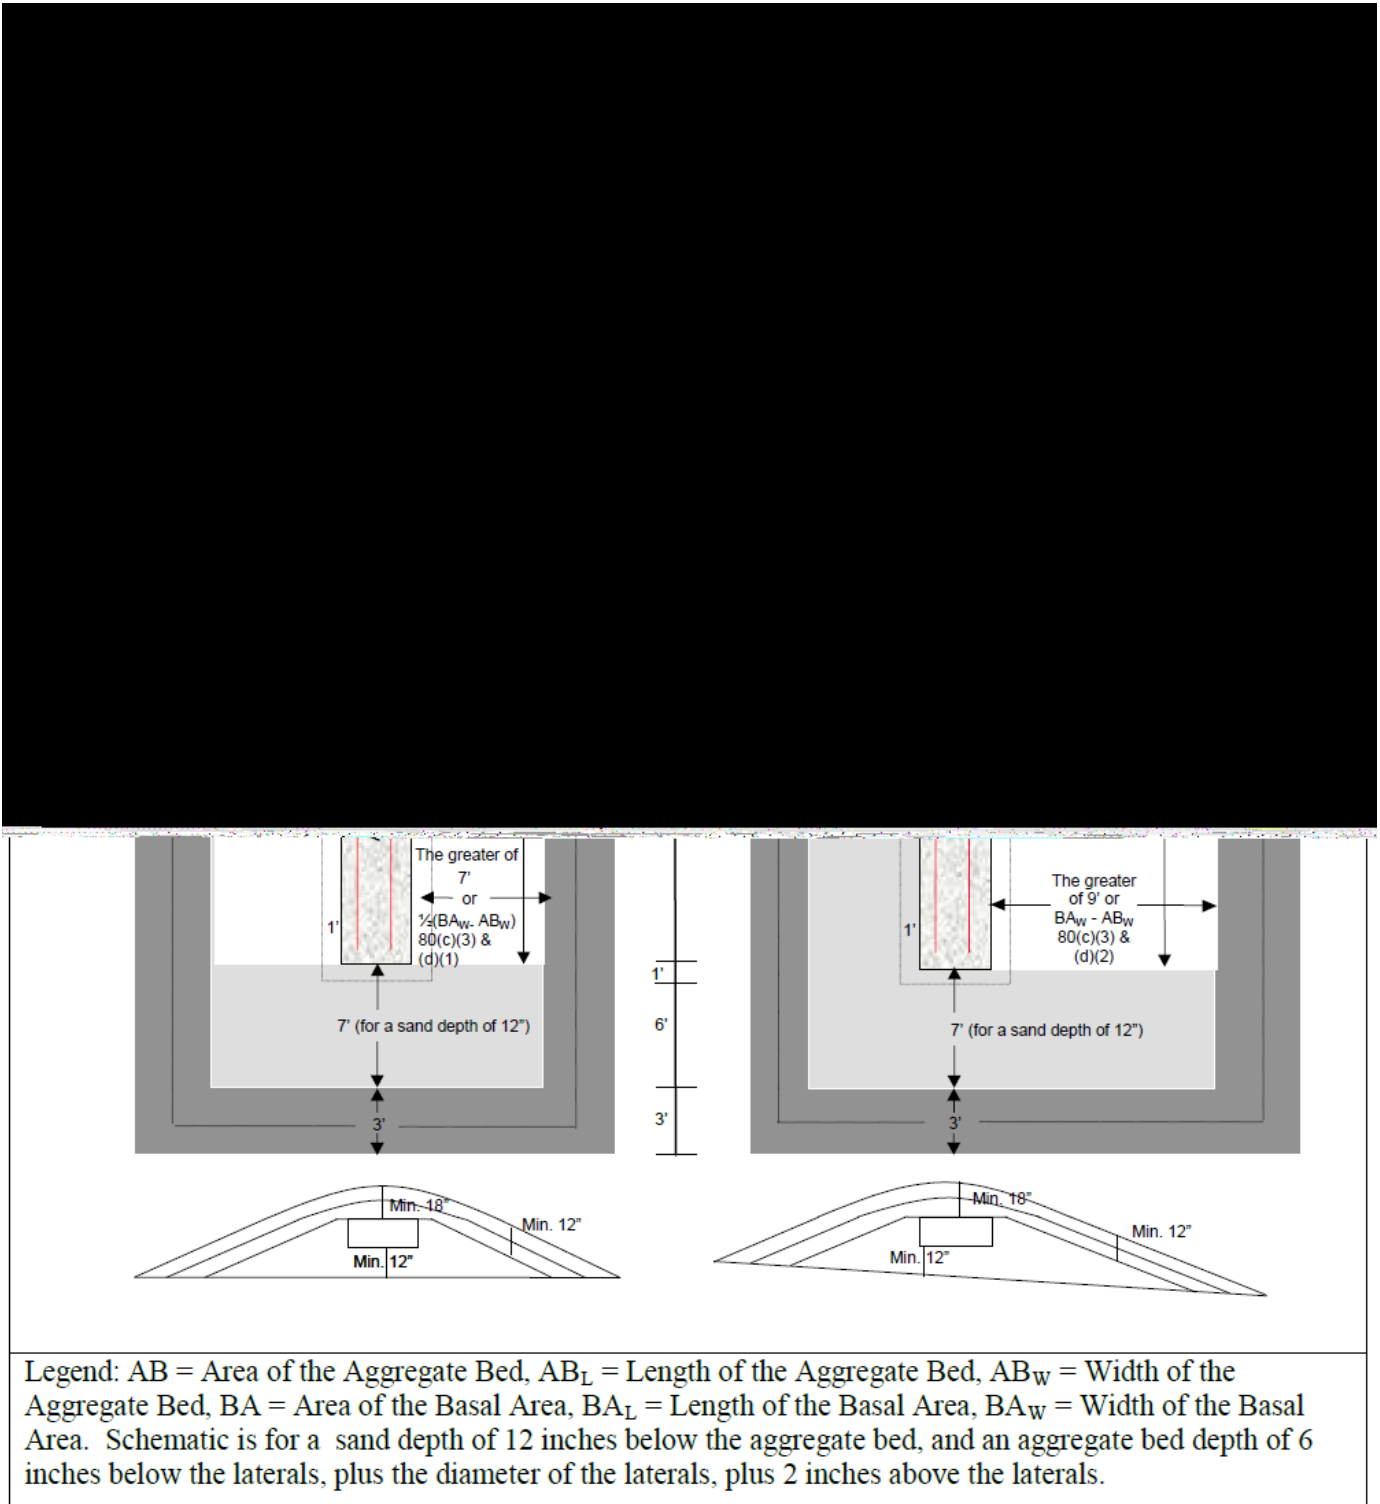 The greater of
7'
or
½(BAW- ABW)
80(c)(3) &
(d)(1)
1'
7' (for a sand depth of 12")
3'
1'
6'
3'
The greater
of 9' or
BAW - ABW
80(c)(3) &
(d)(2)
1'
7' (for a sand depth of 12")
3'
Min. 18"
Min. 12"
Min. 12"
Min. 18"
Min. 12"
Min. 12"
Legend: AB = Area of the Aggregate Bed, ABL = Length of the Aggregate Bed, ABW = Width of the
Aggregate Bed, BA = Area of the Basal Area, BAL = Length of the Basal Area, BAW = Width of the Basal
Area. Schematic is for a sand depth of 12 inches below the aggregate bed, and an aggregate bed depth of 6
inches below the laterals, plus the diameter of the laterals, plus 2 inches above the laterals.